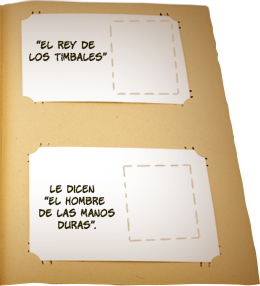 "EL REY DE
LOS TIMBALES"
LE DICEN
"EL HOMBRE
DE LAS MANOS
DURAS".